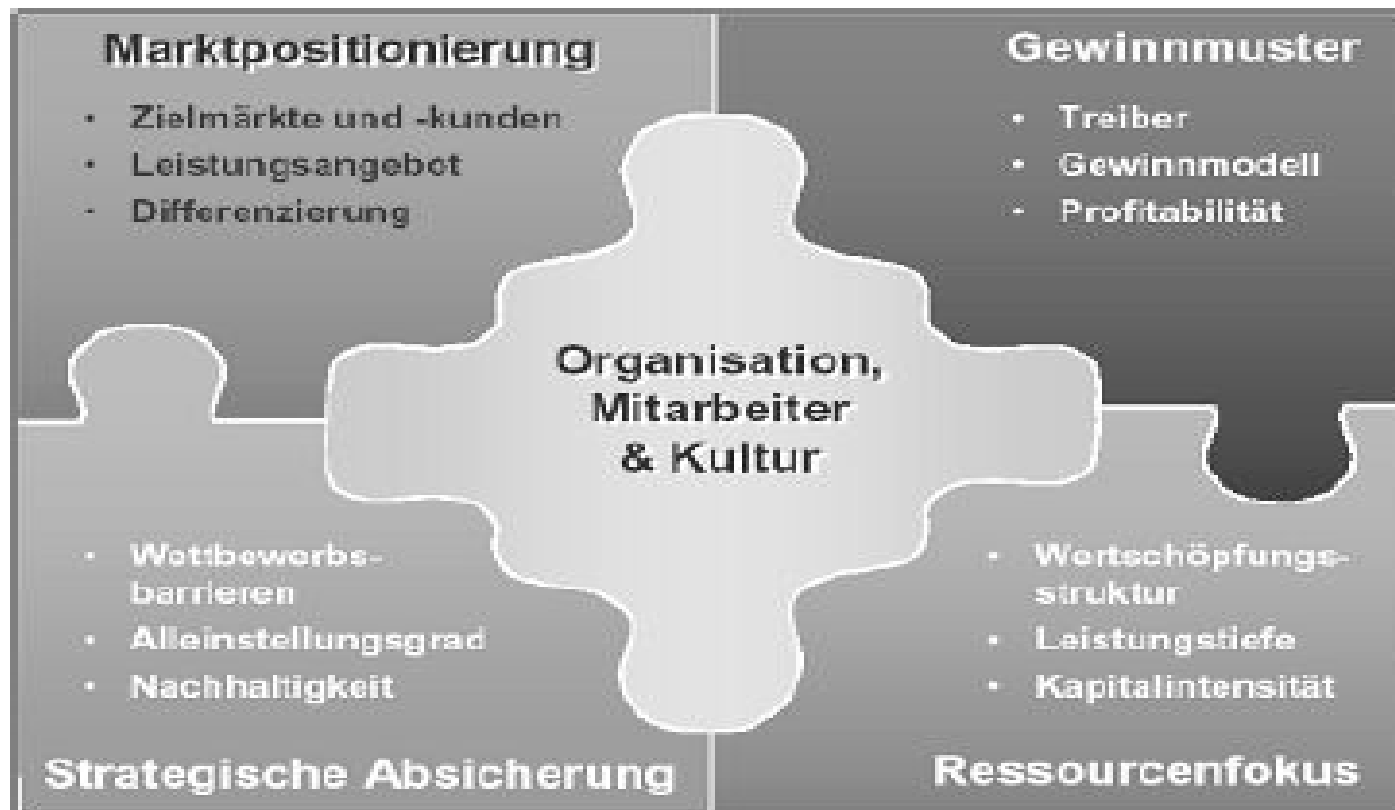 Marktpositionierung
• Zielmärkte und -kunden
• Leistungsangebot
• Differenzierung
Gewinnmuster
• Treiber
• Gewinnmodell
• Profitabilität
Organisation,
Mitarbeiter
& Kultur
• Wettbewerbs-
barrieren
• Alleinstellungsgrad
• Nachhaltigkeit
Strategische Absicherung
• Wertschöpfungs-
struktur
• Leistungstiefe
• Kapitalintensität
Ressourcenfokus